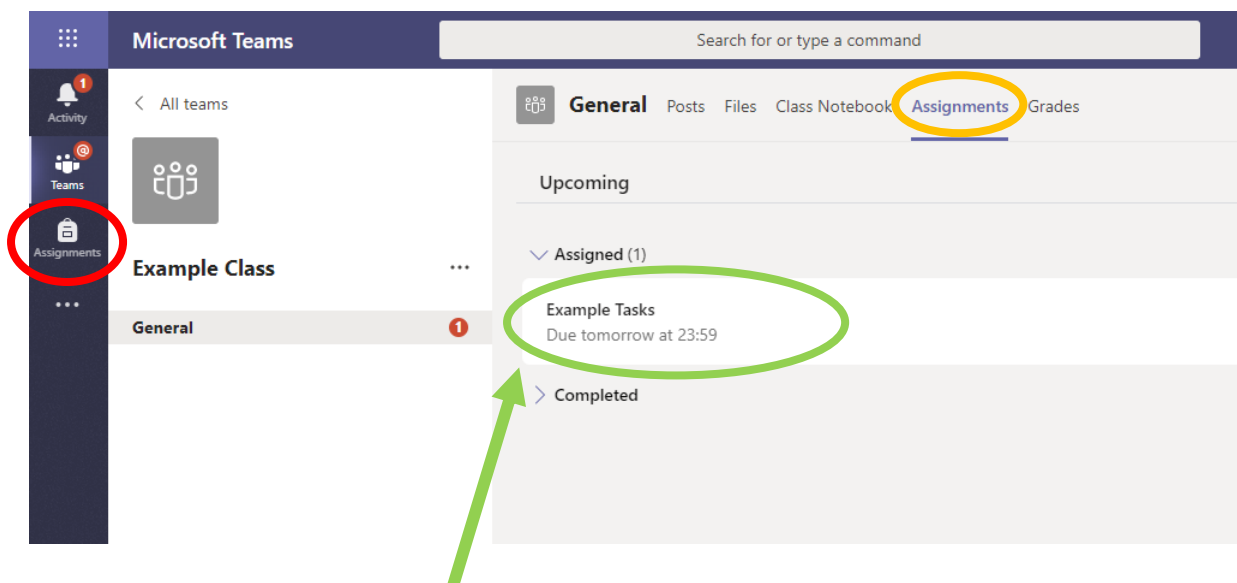 Microsoft Teams
Search for or type a command
1
Activity
@
Teams
Assignments
All teams
Example Class
General
1
General Posts Files Class Notebook Assignments Grades
Upcoming
Assigned (1)
Example Tasks
Due tomorrow at 23:59
Completed